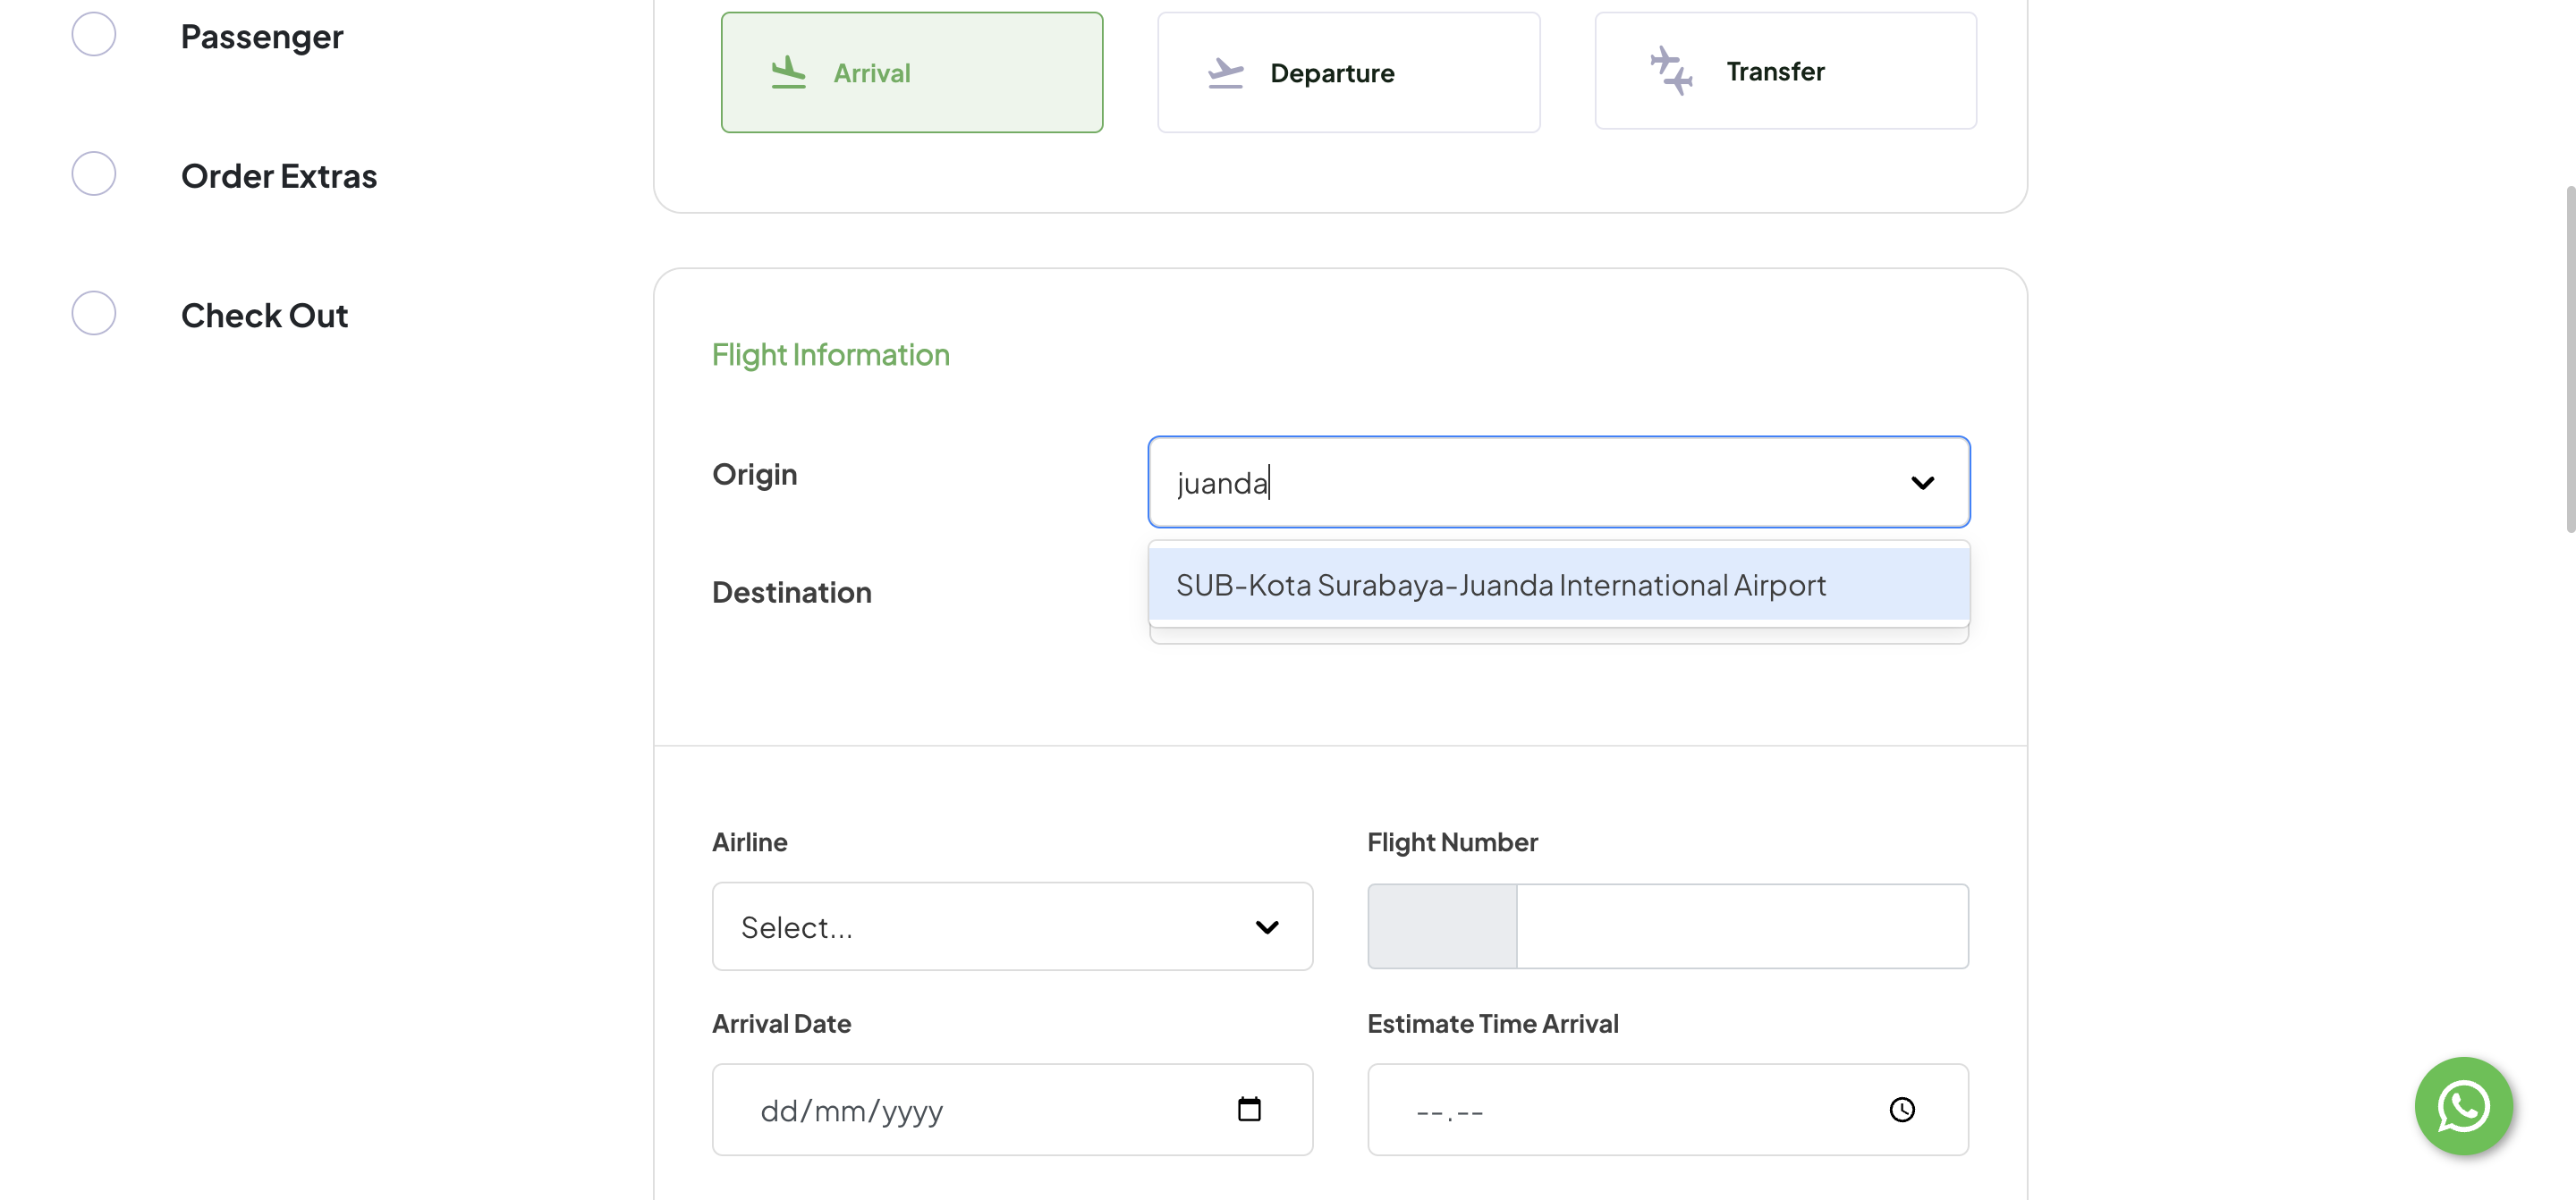 Passenger
Order Extras
Check Out
Arrival
Departure
Transfer
Flight Information
Origin
juanda
SUB-Kota Surabaya-Juanda International Airport
Destination
Airline
Select...
Flight Number
Arrival Date
dd/mm/yyyy
Estimate Time Arrival
--.--